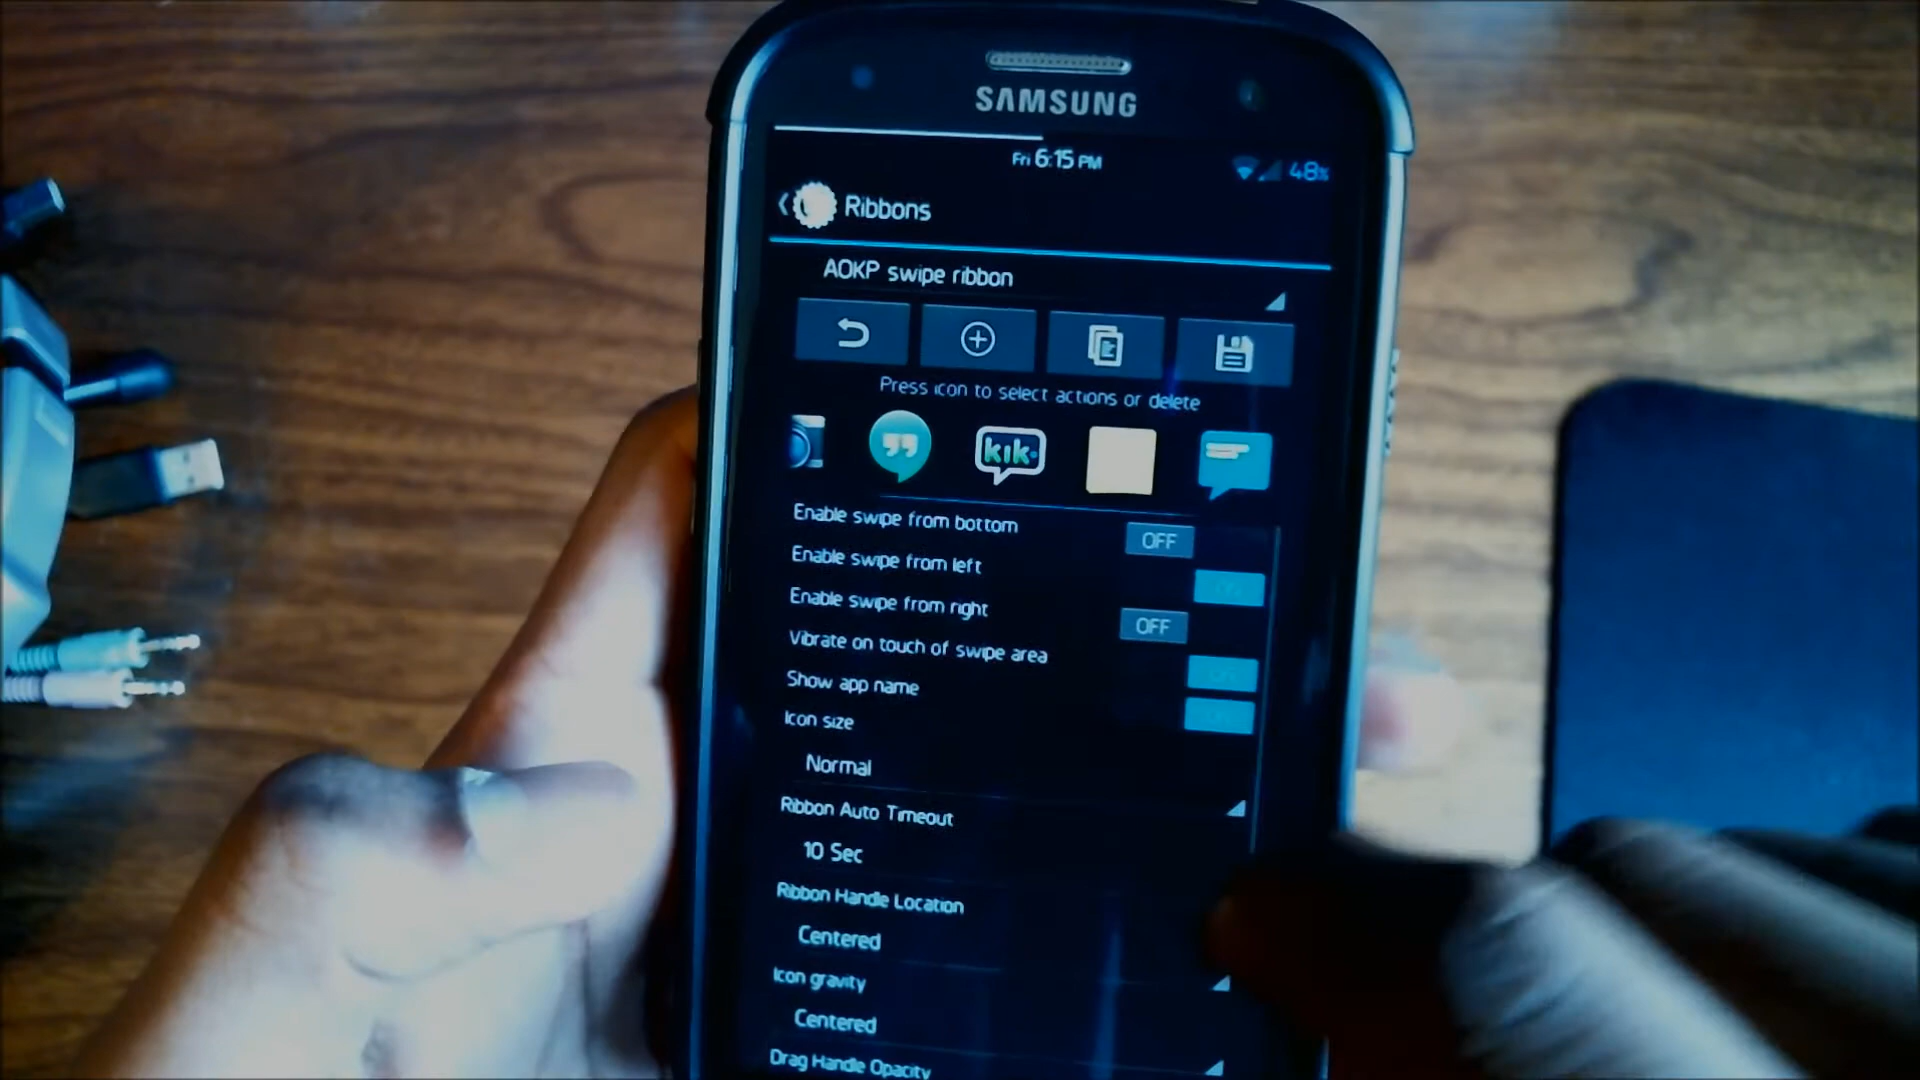 SAMSUNG
Fri 6:15 PM
48%
Ribbons
AOKP swipe ribbon
Press icon to select actions or delete
kik
Enable swipe from bottom
OFF
Enable swipe from left
ON
Enable swipe from right
OFF
Vibrate on touch of swipe area
ON
Show app name
ON
Icon size
Normal
Ribbon Auto Timeout
10 Sec
Ribbon Handle Location
Centered
Icon gravity
Centered
Drag Handle Opacity